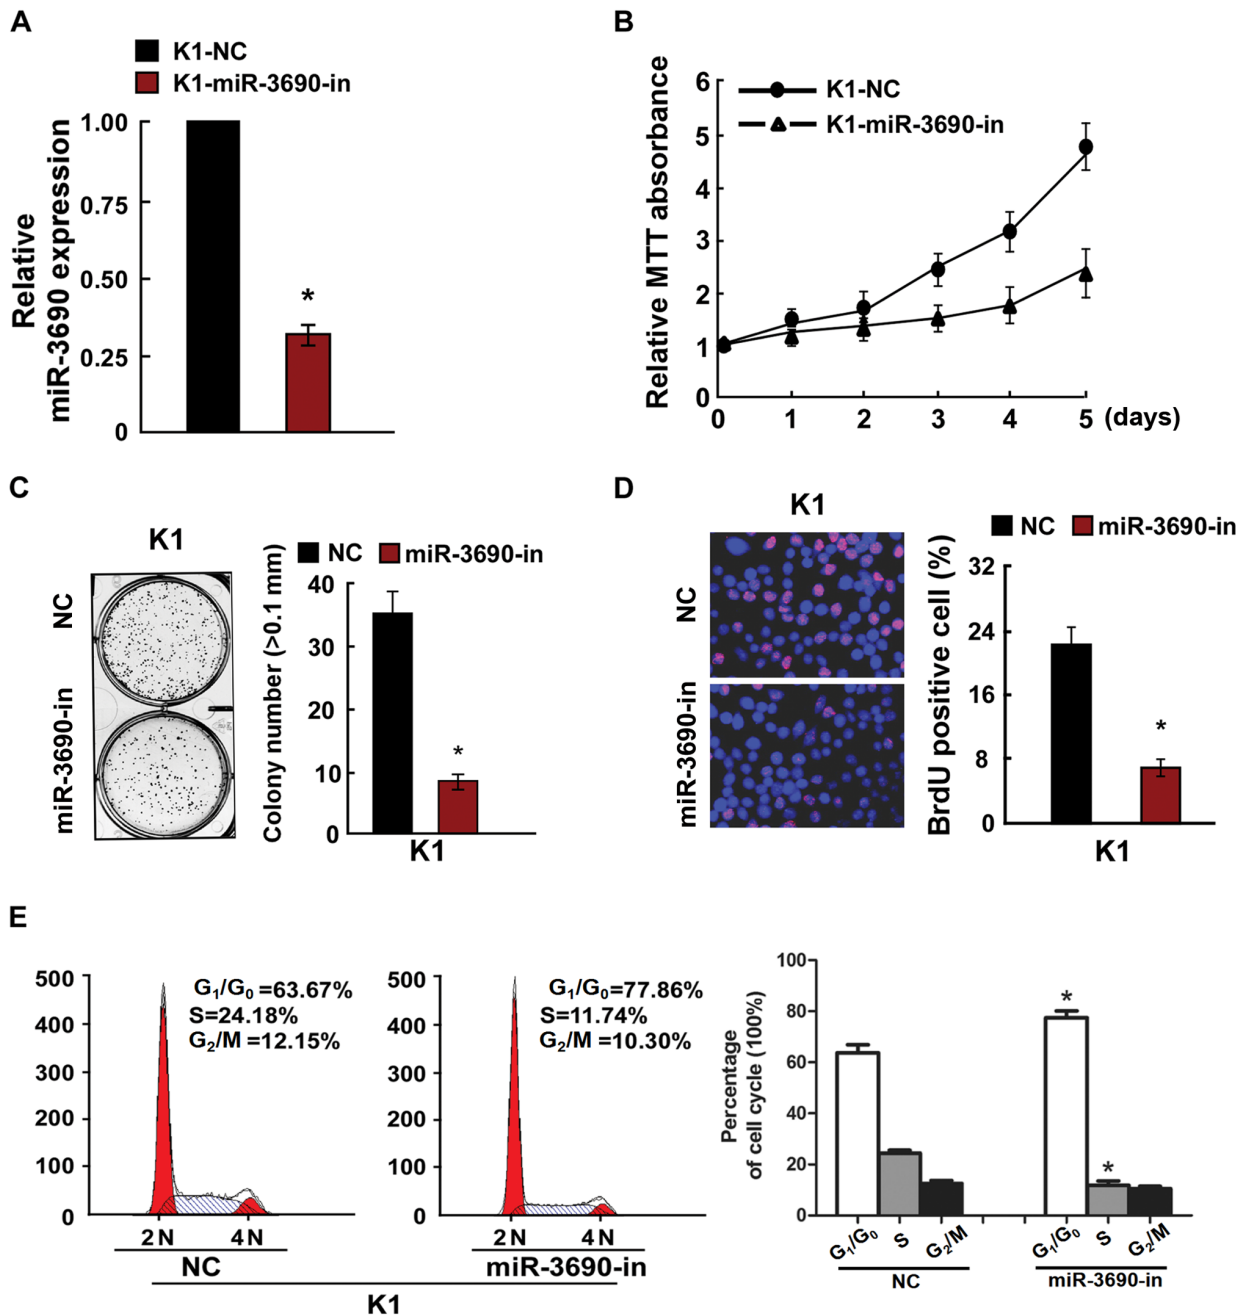 A
K1-NC
K1-miR-3690-in
Relative
miR-3690 expression
1.00
0.75
0.50
0.25
0
*
B
Relative MTT absorbance
6
5
4
3
2
1
0
K1-NC
K1-miR-3690-in
0 1 2 3 4 5 (days)
C
K1
NC
miR-3690-in
NC miR-3690-in
Colony number (>0.1 mm)
40
30
20
10
0
*
K1
D
K1
NC
miR-3690-in
NC miR-3690-in
BrdU positive cell (%)
32
24
16
8
0
*
K1
E
500
400
300
200
100
0
G1/G0 =63.67%
S=24.18%
G2/M =12.15%
2N 4N
NC
500
400
300
200
100
0
G1/G0=77.86%
S=11.74%
G2/M =10.30%
2N 4N
miR-3690-in
K1
Percentage
of cell cycle (100%)
100
80
60
40
20
0
*
*
G1/G0 S G2/M G1/G0 S G2/M
NC miR-3690-in